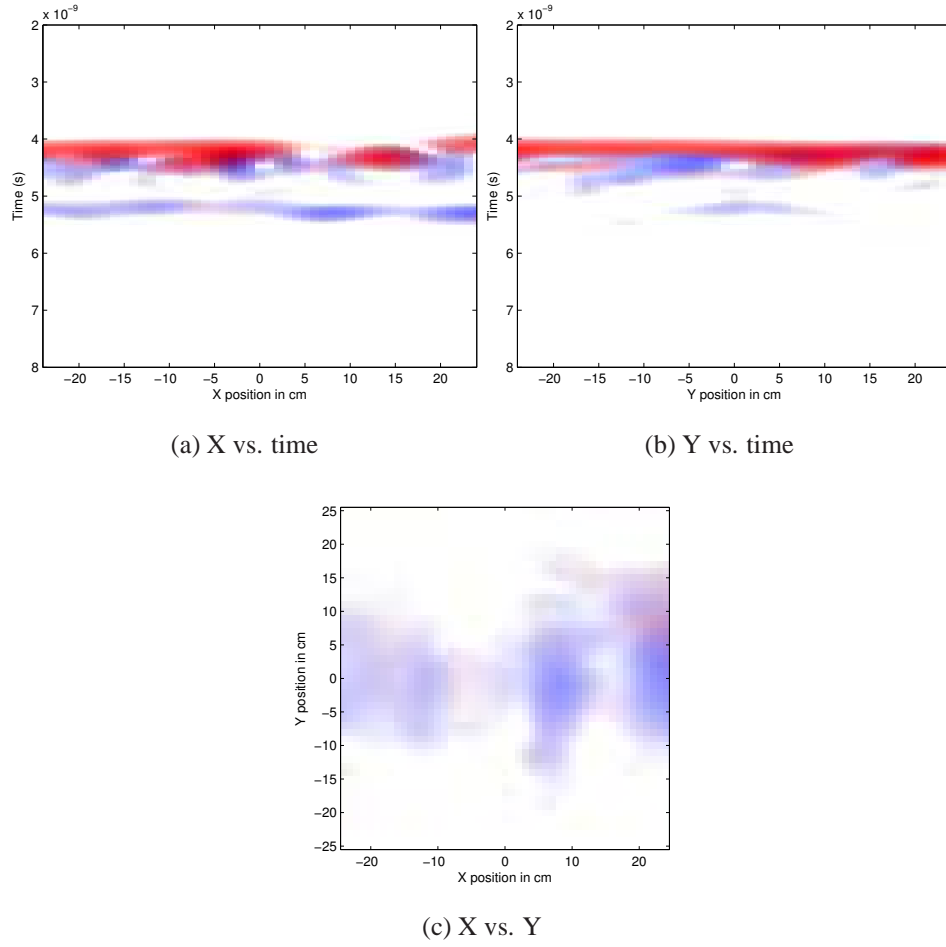 x 10⁻⁹
2
3
4
5
6
7
8
Time (s)
−20 −15 −10 −5 0 5 10 15 20
X position in cm
(a) X vs. time
x 10⁻⁹
2
3
4
5
6
7
8
Time (s)
−20 −15 −10 −5 0 5 10 15 20
Y position in cm
(b) Y vs. time
25
20
15
10
5
0
−5
−10
−15
−20
−25
Y position in cm
−20 −10 0 10 20
X position in cm
(c) X vs. Y